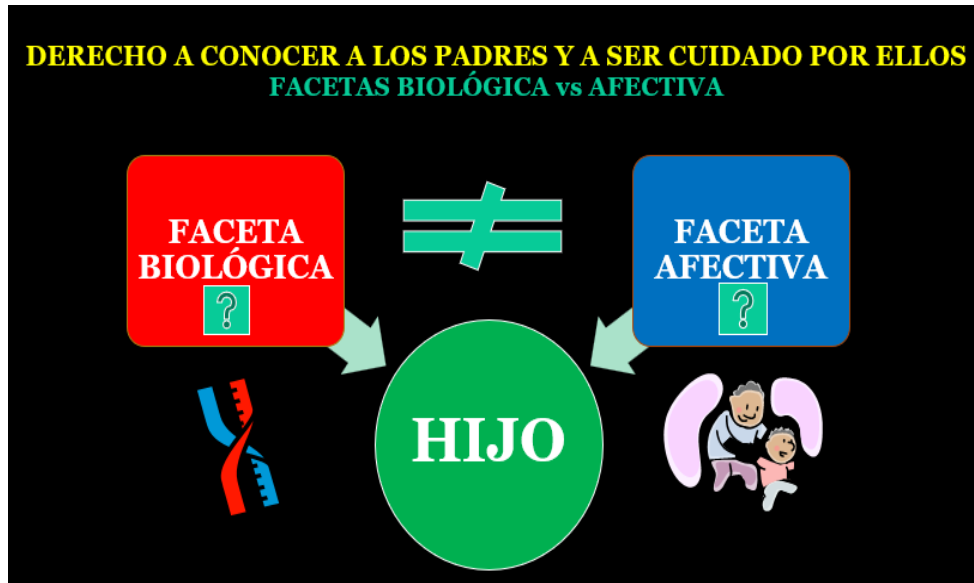 DERECHO A CONOCER A LOS PADRES Y A SER CUIDADO POR ELLOS
FACETAS BIOLÓGICA vs AFECTIVA
FACETA
BIOLÓGICA
?
≠
FACETA
AFECTIVA
?
HIJO